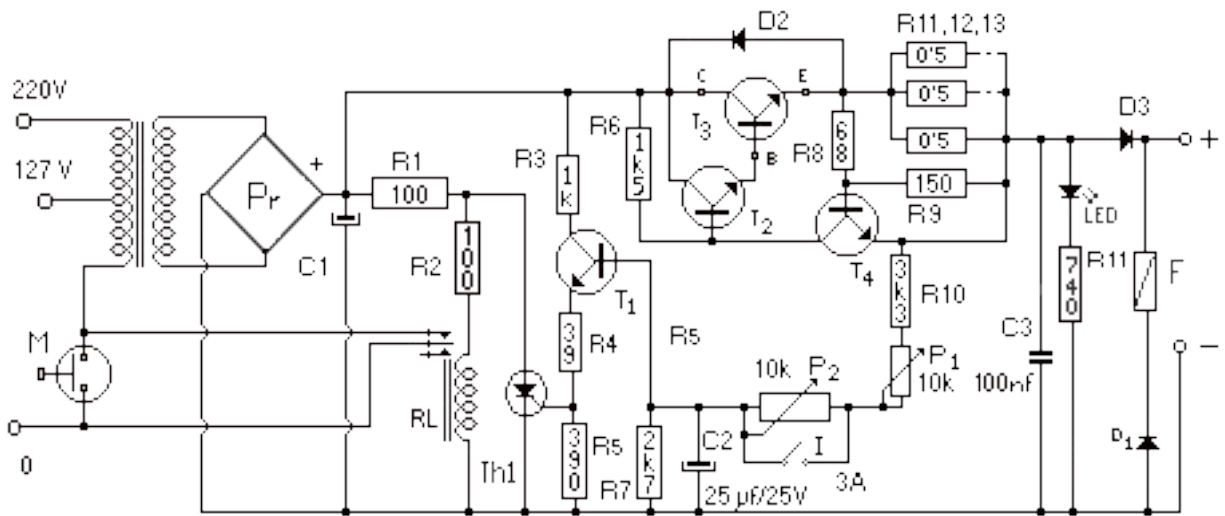 D2
R11,12,13
220V
0'5
C
E
0'5
D3
R6
T3
+
127 V
R3
1k5
B
R8
68
0'5
+
R1
Pr
100
1k
150
R9
LED
T2
C1
R2
100
T4
3k3
R10
740
R11
F
T1
M
39
R4
R5
P1
C3
10k
P2
10k
100nf
−
RL
390
R5
2k7
C2
I
D1
0
Th1
R7
25 µf/25V
3A